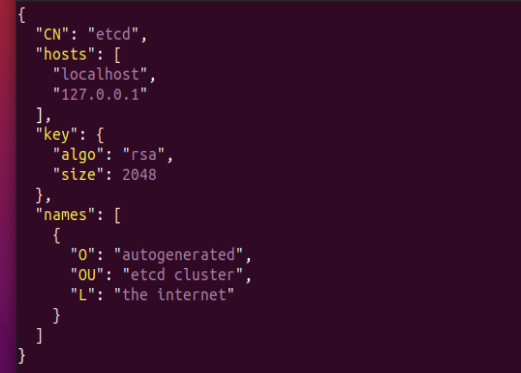 {
  "CN": "etcd",
  "hosts": [
    "localhost",
    "127.0.0.1"
  ],
  "key": {
    "algo": "rsa",
    "size": 2048
  },
  "names": [
    {
      "O": "autogenerated",
      "OU": "etcd cluster",
      "L": "the internet"
    }
  ]
}